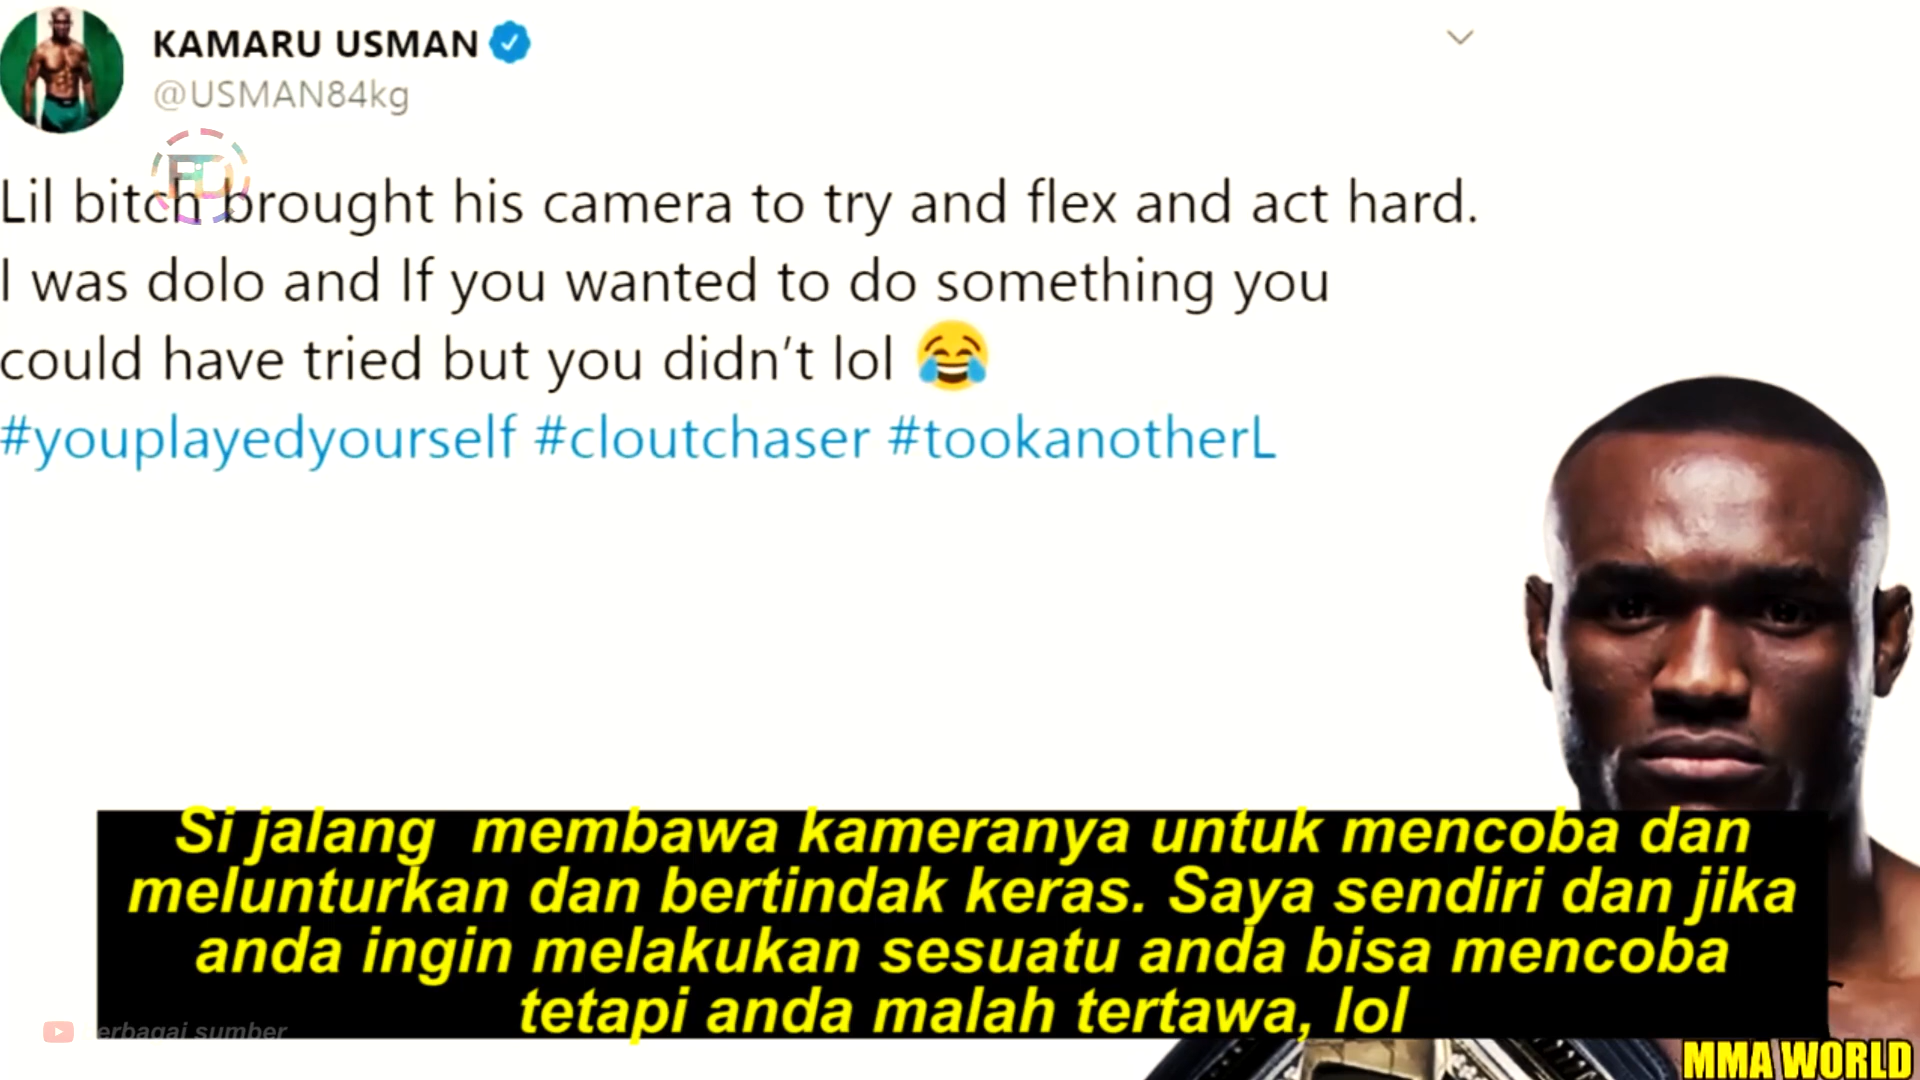 KAMARU USMAN
@USMAN84kg
Lil bitch brought his camera to try and flex and act hard.
I was dolo and If you wanted to do something you
could have tried but you didn’t lol 😂
#youplayedyourself #cloutchaser #tookanotherL
Si jalang membawa kameranya untuk mencoba dan
melunturkan dan bertindak keras. Saya sendiri dan jika
anda ingin melakukan sesuatu anda bisa mencoba
tetapi anda malah tertawa, lol
erbagai sumber
MMA WORLD